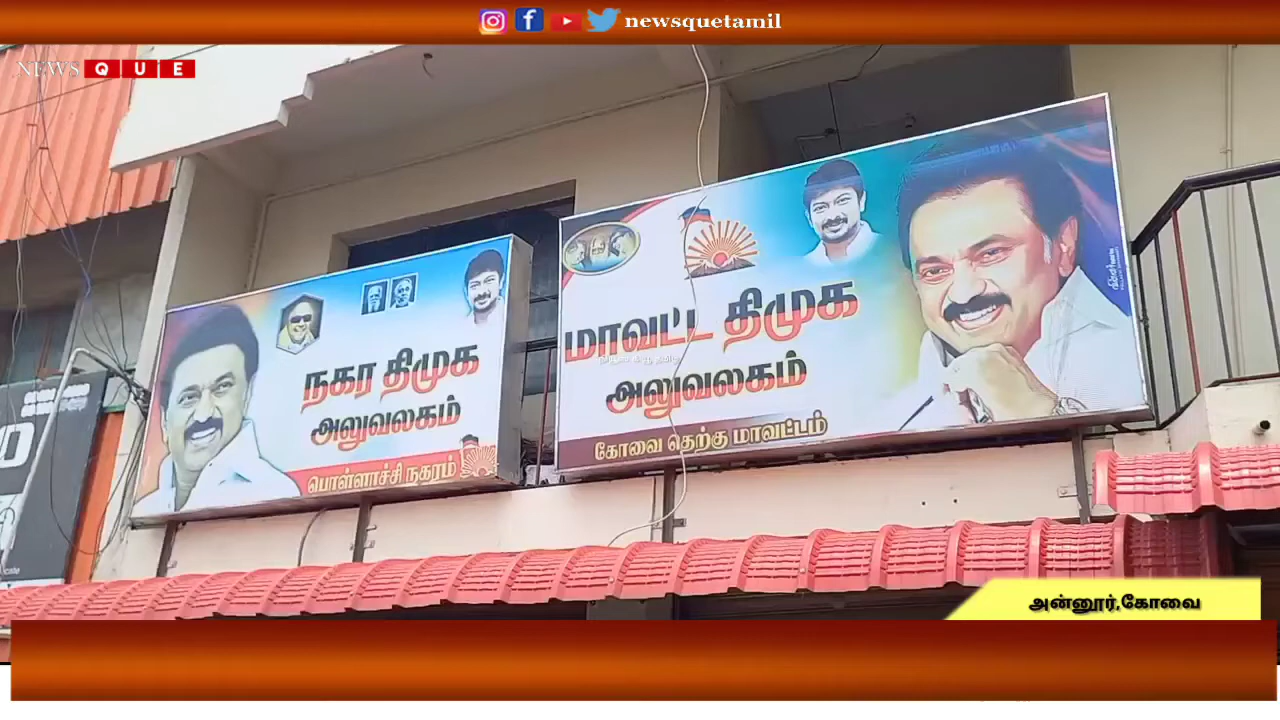 newsquetamil
NEWS QUE
நகர திமுக
அலுவலகம்
பொள்ளாச்சி நகரம்
மாவட்ட திமுக
அலுவலகம்
கோவை தெற்கு மாவட்டம்
அன்னூர்,கோவை